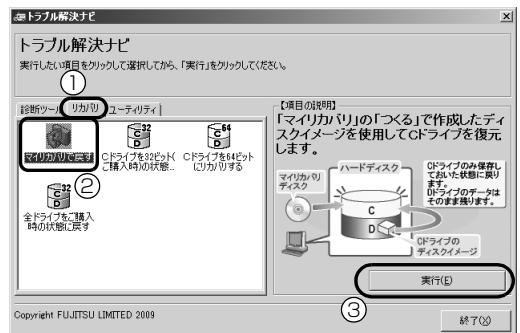 トラブル解決ナビ
トラブル解決ナビ
実行したい項目をクリックして選択してから、「実行」をクリックしてください。
①
診断ツール リカバリ ユーティリティ
マイリカバリで戻す
②
32
C
D
Cドライブを32ビット(
ご購入時)の状態...
64
C
D
Cドライブを64ビット
にリカバリする
32
C
D
全ドライブをご購入
時の状態に戻す
【項目の説明】
「マイリカバリ」の「つくる」で作成したディ
スクイメージを使用してCドライブを復元
します。
マイリカバリ
ディスク
ハードディスク
C
D
Cドライブのみ保存し
ておいた状態に戻り
ます。
Dドライブのデータは
そのまま残ります。
Cドライブの
ディスクイメージ
実行(E)
③
Copyright FUJITSU LIMITED 2009
終了(X)